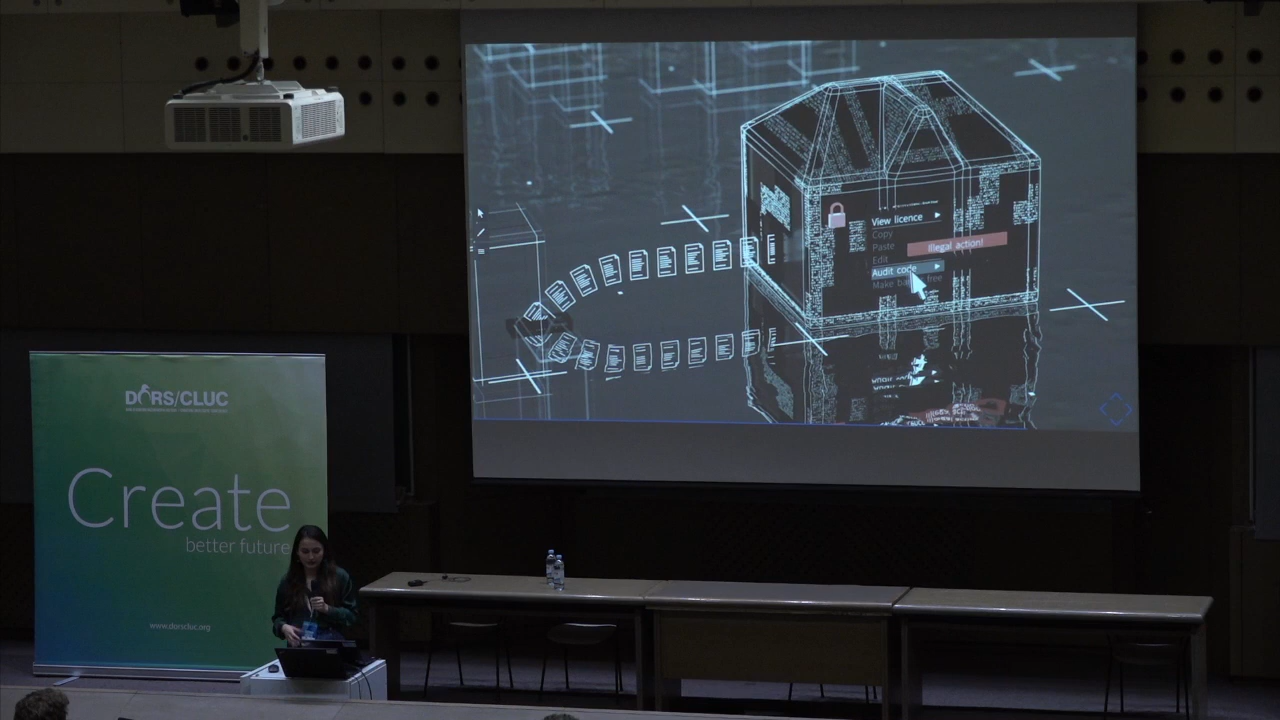 View licence
Copy
Paste
Illegal action!
Edit
Audit code
DORS/CLUC
Create
better future
www.dorscluc.org